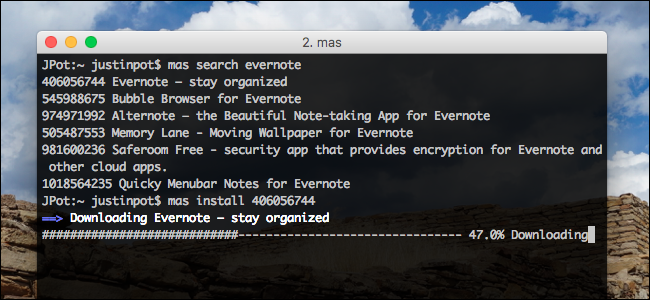 2. mas
JPot:~ justinpot$ mas search evernote
406056744 Evernote – stay organized
545988675 Bubble Browser for Evernote
974971992 Alternote – the Beautiful Note-taking App for Evernote
505487553 Memory Lane - Moving Wallpaper for Evernote
981600236 Saferoom Free - security app that provides encryption for Evernote and
other cloud apps.
1018564235 Quicky Menubar Notes for Evernote
JPot:~ justinpot$ mas install 406056744
==> Downloading Evernote – stay organized
############################-------------------------------- 47.0% Downloading